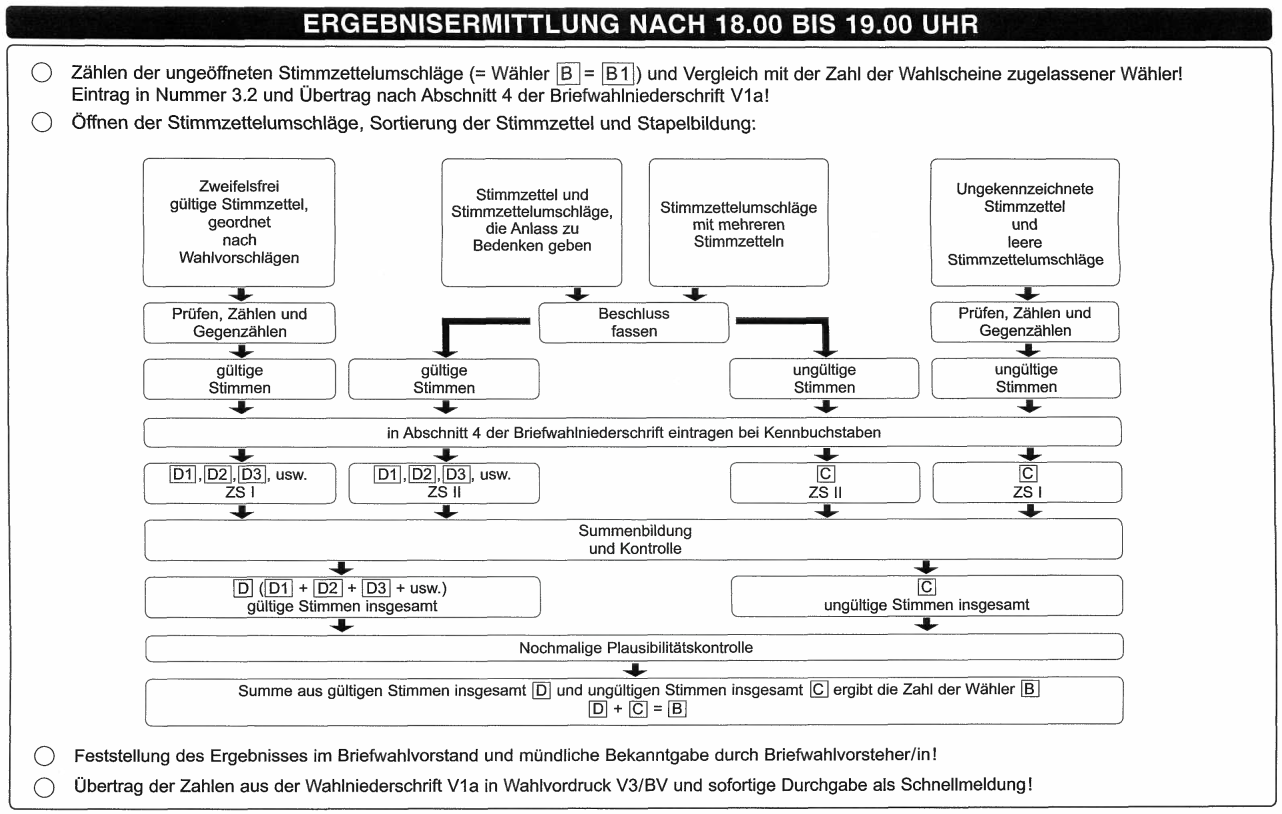 ERGEBNISERMITTLUNG NACH 18.00 BIS 19.00 UHR
Zählen der ungeöffneten Stimmzettelumschläge (= Wähler B = B1) und Vergleich mit der Zahl der Wahlscheine zugelassener Wähler!
Eintrag in Nummer 3.2 und Übertrag nach Abschnitt 4 der Briefwahlniederschrift V1a!
Öffnen der Stimmzettelumschläge, Sortierung der Stimmzettel und Stapelbildung:
Zweifelsfrei
gültige Stimmzettel,
geordnet
nach
Wahlvorschlägen
Stimmzettel und
Stimmzettelumschläge,
die Anlass zu
Bedenken geben
Stimmzettelumschläge
mit mehreren
Stimmzetteln
Ungekennzeichnete
Stimmzettel
und
leere
Stimmzettelumschläge
Prüfen, Zählen und
Gegenzählen
Beschluss
fassen
Prüfen, Zählen und
Gegenzählen
gültige
Stimmen
gültige
Stimmen
ungültige
Stimmen
ungültige
Stimmen
in Abschnitt 4 der Briefwahlniederschrift eintragen bei Kennbuchstaben
D1, D2, D3, usw.
ZS I
D1, D2, D3, usw.
ZS II
C
ZS II
C
ZS I
Summenbildung
und Kontrolle
D (D1 + D2 + D3 + usw.)
gültige Stimmen insgesamt
C
ungültige Stimmen insgesamt
Nochmalige Plausibilitätskontrolle
Summe aus gültigen Stimmen insgesamt D und ungültigen Stimmen insgesamt C ergibt die Zahl der Wähler B
D + C = B
Feststellung des Ergebnisses im Briefwahlvorstand und mündliche Bekanntgabe durch Briefwahlvorsteher/in!
Übertrag der Zahlen aus der Wahlniederschrift V1a in Wahlvordruck V3/BV und sofortige Durchgabe als Schnellmeldung!